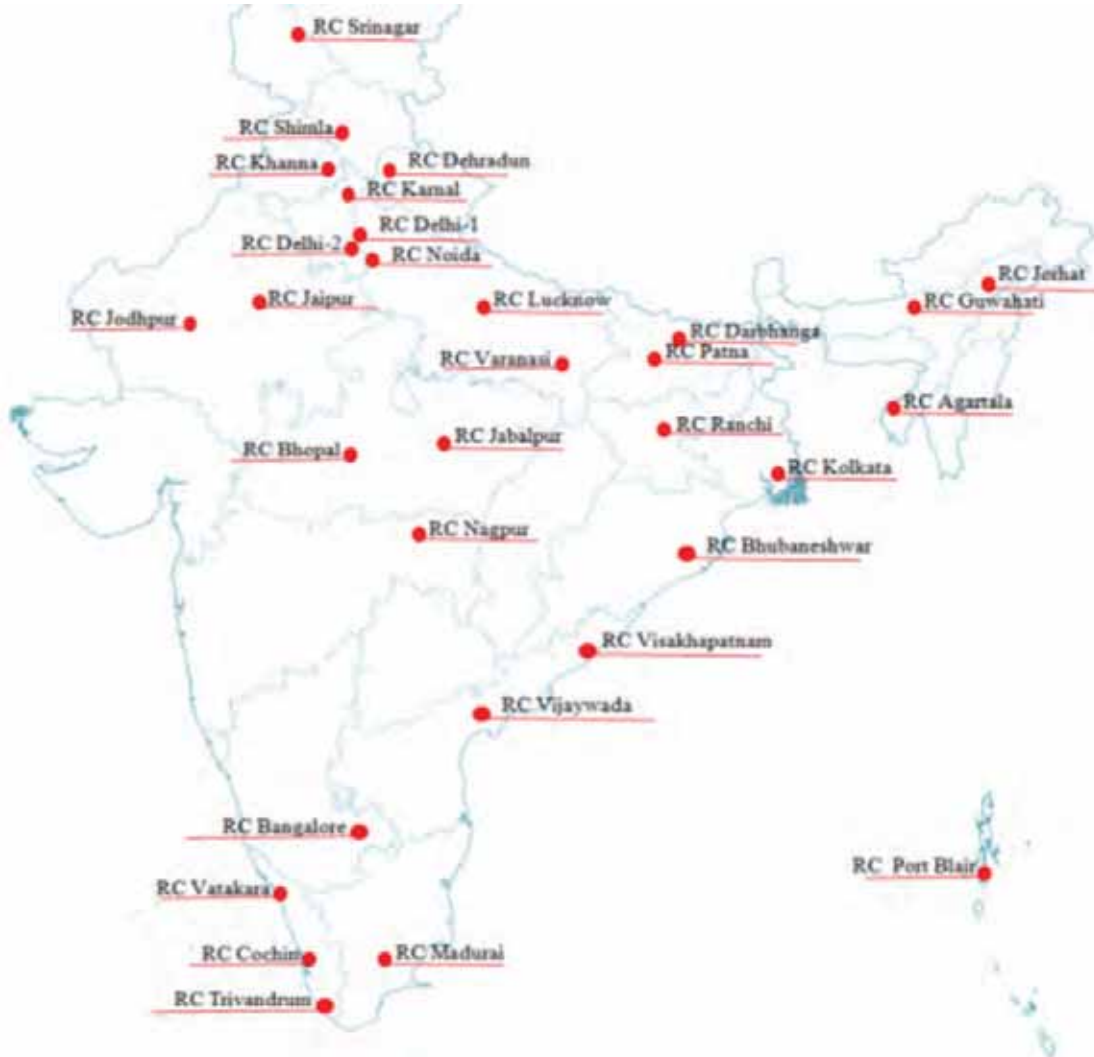 RC Srinagar
RC Shimla
RC Khanna
RC Dehradun
RC Karnal
RC Delhi-1
RC Delhi-2
RC Noida
RC Jaipur
RC Lucknow
RC Jorhat
RC Guwahati
RC Jodhpur
RC Darbhanga
RC Patna
RC Varanasi
RC Agartala
RC Ranchi
RC Jabalpur
RC Bhopal
RC Kolkata
RC Nagpur
RC Bhubaneshwar
RC Visakhapatnam
RC Vijaywada
RC Bangalore
RC Port Blair
RC Vatakara
RC Cochin
RC Madurai
RC Trivandrum